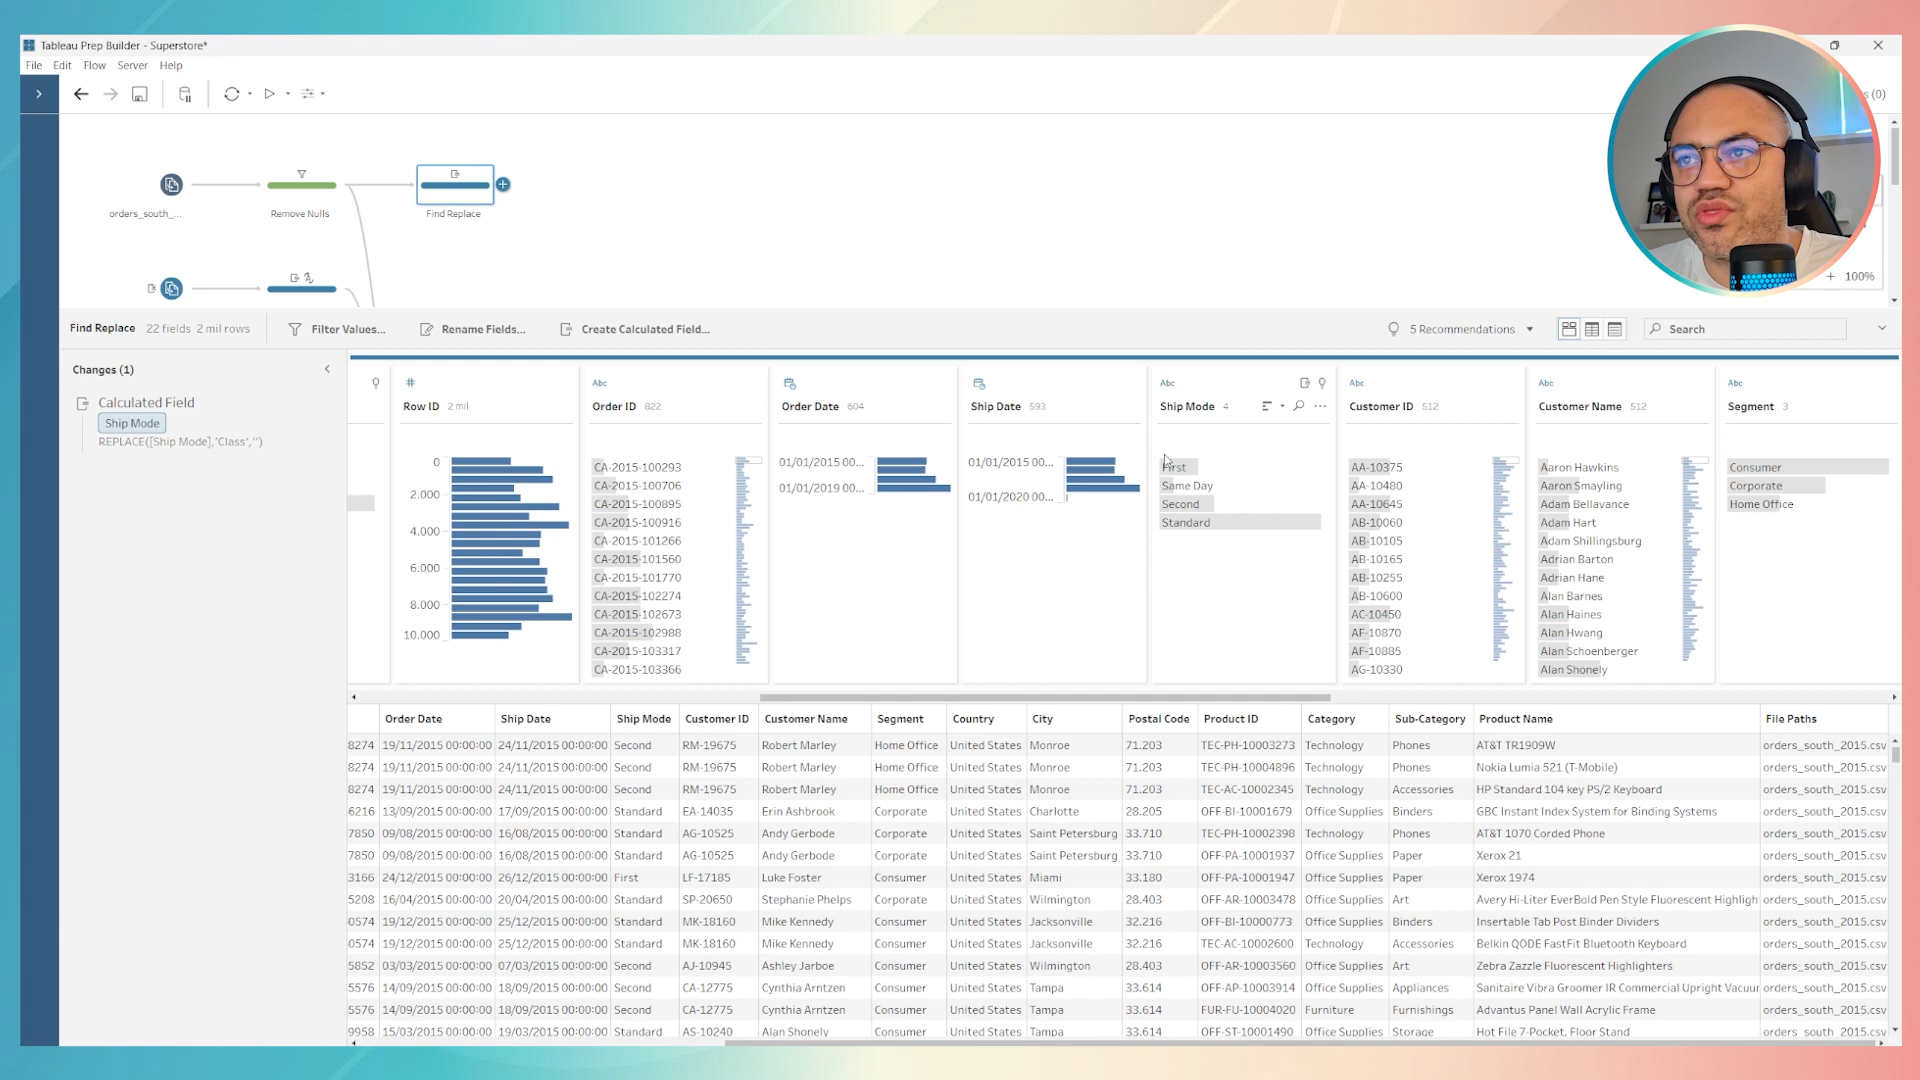 Tableau Prep Builder - Superstore*
File Edit Flow Server Help
s (0)
orders_south_...
Remove Nulls
Find Replace
+ 100%
Find Replace 22 fields 2 mil rows Filter Values... Rename Fields... Create Calculated Field... 5 Recommendations Search
Changes (1)
Calculated Field
Ship Mode
REPLACE([Ship Mode],'Class','')
# Abc Abc Abc Abc Abc
Row ID 2 mil Order ID 822 Order Date 604 Ship Date 593 Ship Mode 4 Customer ID 512 Customer Name 512 Segment 3
0
2.000
4.000
6.000
8.000
10.000
CA-2015-100293
CA-2015-100706
CA-2015-100895
CA-2015-100916
CA-2015-101266
CA-2015-101560
CA-2015-101770
CA-2015-102274
CA-2015-102673
CA-2015-102988
CA-2015-103317
CA-2015-103366
01/01/2015 00...
01/01/2019 00...
01/01/2015 00...
01/01/2020 00...
First
Same Day
Second
Standard
AA-10375
AA-10480
AA-10645
AB-10060
AB-10105
AB-10165
AB-10255
AB-10600
AC-10450
AF-10870
AF-10885
AG-10330
Aaron Hawkins
Aaron Smayling
Adam Bellavance
Adam Hart
Adam Shillingsburg
Adrian Barton
Adrian Hane
Alan Barnes
Alan Haines
Alan Hwang
Alan Schoenberger
Alan Shonely
Consumer
Corporate
Home Office
Order Date Ship Date Ship Mode Customer ID Customer Name Segment Country City Postal Code Product ID Category Sub-Category Product Name File Paths
8274 19/11/2015 00:00:00 24/11/2015 00:00:00 Second RM-19675 Robert Marley Home Office United States Monroe 71.203 TEC-PH-10003273 Technology Phones AT&T TR1909W orders_south_2015.csv
8274 19/11/2015 00:00:00 24/11/2015 00:00:00 Second RM-19675 Robert Marley Home Office United States Monroe 71.203 TEC-PH-10004896 Technology Phones Nokia Lumia 521 (T-Mobile) orders_south_2015.csv
8274 19/11/2015 00:00:00 24/11/2015 00:00:00 Second RM-19675 Robert Marley Home Office United States Monroe 71.203 TEC-AC-10002345 Technology Accessories HP Standard 104 key PS/2 Keyboard orders_south_2015.csv
6216 13/09/2015 00:00:00 17/09/2015 00:00:00 Standard EA-14035 Erin Ashbrook Corporate United States Charlotte 28.205 OFF-BI-10001679 Office Supplies Binders GBC Instant Index System for Binding Systems orders_south_2015.csv
7850 09/08/2015 00:00:00 16/08/2015 00:00:00 Standard AG-10525 Andy Gerbode Corporate United States Saint Petersburg 33.710 TEC-PH-10002398 Technology Phones AT&T 1070 Corded Phone orders_south_2015.csv
7850 09/08/2015 00:00:00 16/08/2015 00:00:00 Standard AG-10525 Andy Gerbode Corporate United States Saint Petersburg 33.710 OFF-PA-10001937 Office Supplies Paper Xerox 21 orders_south_2015.csv
3166 24/12/2015 00:00:00 26/12/2015 00:00:00 First LF-17185 Luke Foster Consumer United States Miami 33.180 OFF-PA-10001947 Office Supplies Paper Xerox 1974 orders_south_2015.csv
5208 16/04/2015 00:00:00 20/04/2015 00:00:00 Standard SP-20650 Stephanie Phelps Corporate United States Wilmington 28.403 OFF-AR-10003478 Office Supplies Art Avery Hi-Liter EverBold Pen Style Fluorescent Highligh orders_south_2015.csv
0574 19/12/2015 00:00:00 25/12/2015 00:00:00 Standard MK-18160 Mike Kennedy Consumer United States Jacksonville 32.216 OFF-BI-10000773 Office Supplies Binders Insertable Tab Post Binder Dividers orders_south_2015.csv
0574 19/12/2015 00:00:00 25/12/2015 00:00:00 Standard MK-18160 Mike Kennedy Consumer United States Jacksonville 32.216 TEC-AC-10002600 Technology Accessories Belkin QODE FastFit Bluetooth Keyboard orders_south_2015.csv
5852 03/03/2015 00:00:00 07/03/2015 00:00:00 Second AJ-10945 Ashley Jarboe Consumer United States Wilmington 28.403 OFF-AR-10003560 Office Supplies Art Zebra Zazzle Fluorescent Highlighters orders_south_2015.csv
5576 14/09/2015 00:00:00 18/09/2015 00:00:00 Second CA-12775 Cynthia Arntzen Consumer United States Tampa 33.614 OFF-AP-10003914 Office Supplies Appliances Sanitaire Vibra Groomer IR Commercial Upright Vacuur orders_south_2015.csv
5576 14/09/2015 00:00:00 18/09/2015 00:00:00 Second CA-12775 Cynthia Arntzen Consumer United States Tampa 33.614 FUR-FU-10004020 Furniture Furnishings Advantus Panel Wall Acrylic Frame orders_south_2015.csv
9958 15/03/2015 00:00:00 19/03/2015 00:00:00 Standard AS-10240 Alan Shonely Consumer United States Tampa 33.614 OFF-ST-10001490 Office Supplies Storage Hot File 7-Pocket, Floor Stand orders_south_2015.csv